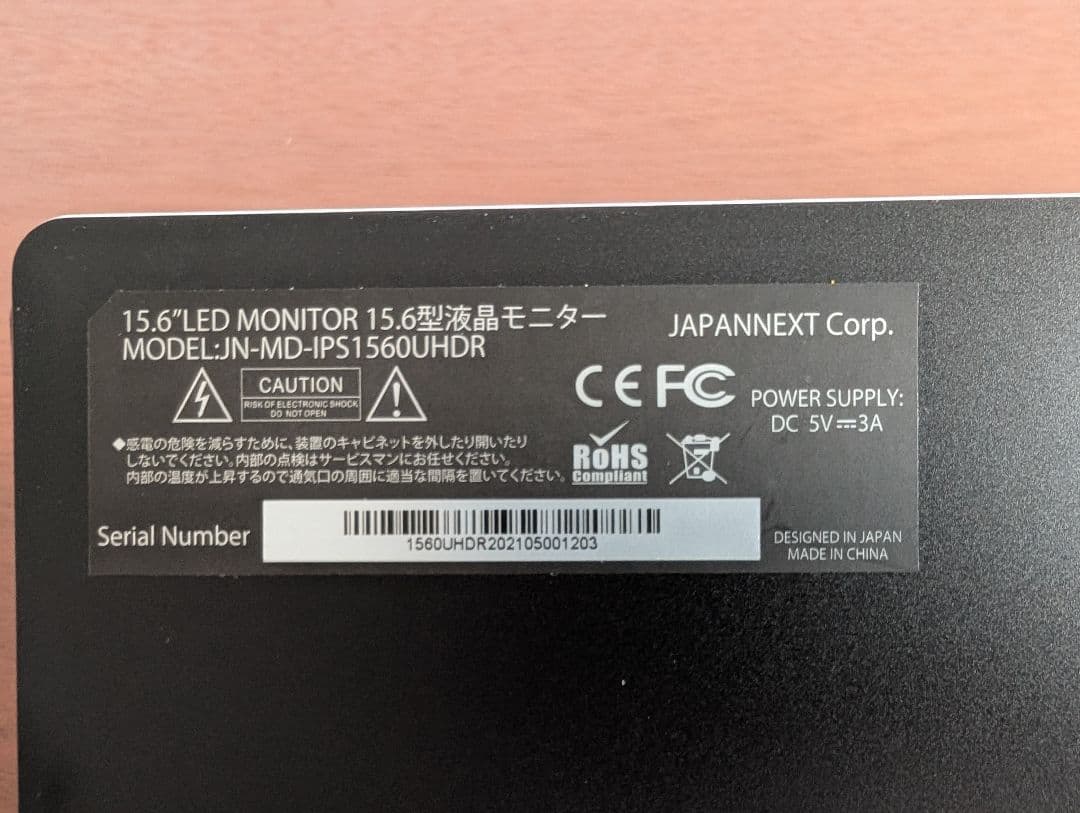 15.6"LED MONITOR 15.6型液晶モニター
MODEL:JN-MD-IPS1560UHDR
JAPANNEXT Corp.
CAUTION
RISK OF ELECTRONIC SHOCK
DO NOT OPEN
CE FC
POWER SUPPLY:
DC 5V⎓3A
◆感電の危険を減らすために、装置のキャビネットを外したり開いたり
しないでください。内部の点検はサービスマンにお任せください。
内部の温度が上昇するので通気口の周囲に適当な間隔を置いてください。
RoHS
Compliant
Serial Number
1560UHDR202105001203
DESIGNED IN JAPAN
MADE IN CHINA